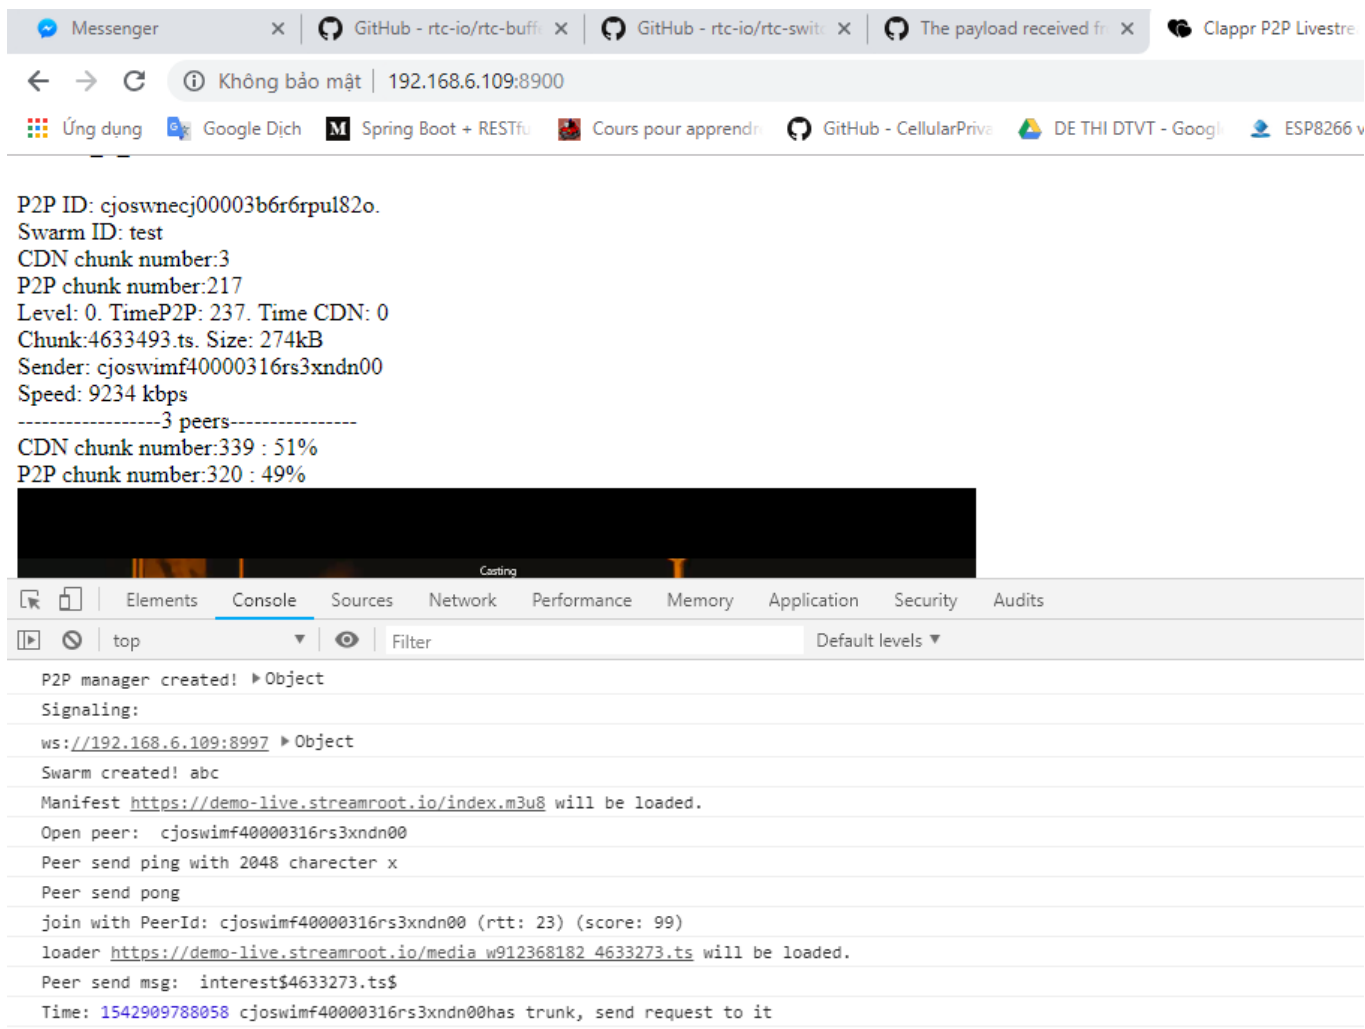 Messenger
GitHub - rtc-io/rtc-buff
GitHub - rtc-io/rtc-swit
The payload received fr
Clappr P2P Livestre
Không bảo mật | 192.168.6.109:8900
Ứng dụng
Google Dịch
Spring Boot + RESTfu
Cours pour apprendr
GitHub - CellularPriva
DE THI DTVT - Googl
ESP8266 v
P2P ID: cjoswnecj00003b6r6rpul82o.
Swarm ID: test
CDN chunk number:3
P2P chunk number:217
Level: 0. TimeP2P: 237. Time CDN: 0
Chunk:4633493.ts. Size: 274kB
Sender: cjoswimf40000316rs3xndn00
Speed: 9234 kbps
------------------3 peers----------------
CDN chunk number:339 : 51%
P2P chunk number:320 : 49%
Casting
Elements Console Sources Network Performance Memory Application Security Audits
top Filter Default levels
P2P manager created! Object
Signaling:
ws://192.168.6.109:8997 Object
Swarm created! abc
Manifest https://demo-live.streamroot.io/index.m3u8 will be loaded.
Open peer: cjoswimf40000316rs3xndn00
Peer send ping with 2048 charecter x
Peer send pong
join with PeerId: cjoswimf40000316rs3xndn00 (rtt: 23) (score: 99)
loader https://demo-live.streamroot.io/media_w912368182_4633273.ts will be loaded.
Peer send msg: interest$4633273.ts$
Time: 1542909788058 cjoswimf40000316rs3xndn00has trunk, send request to it